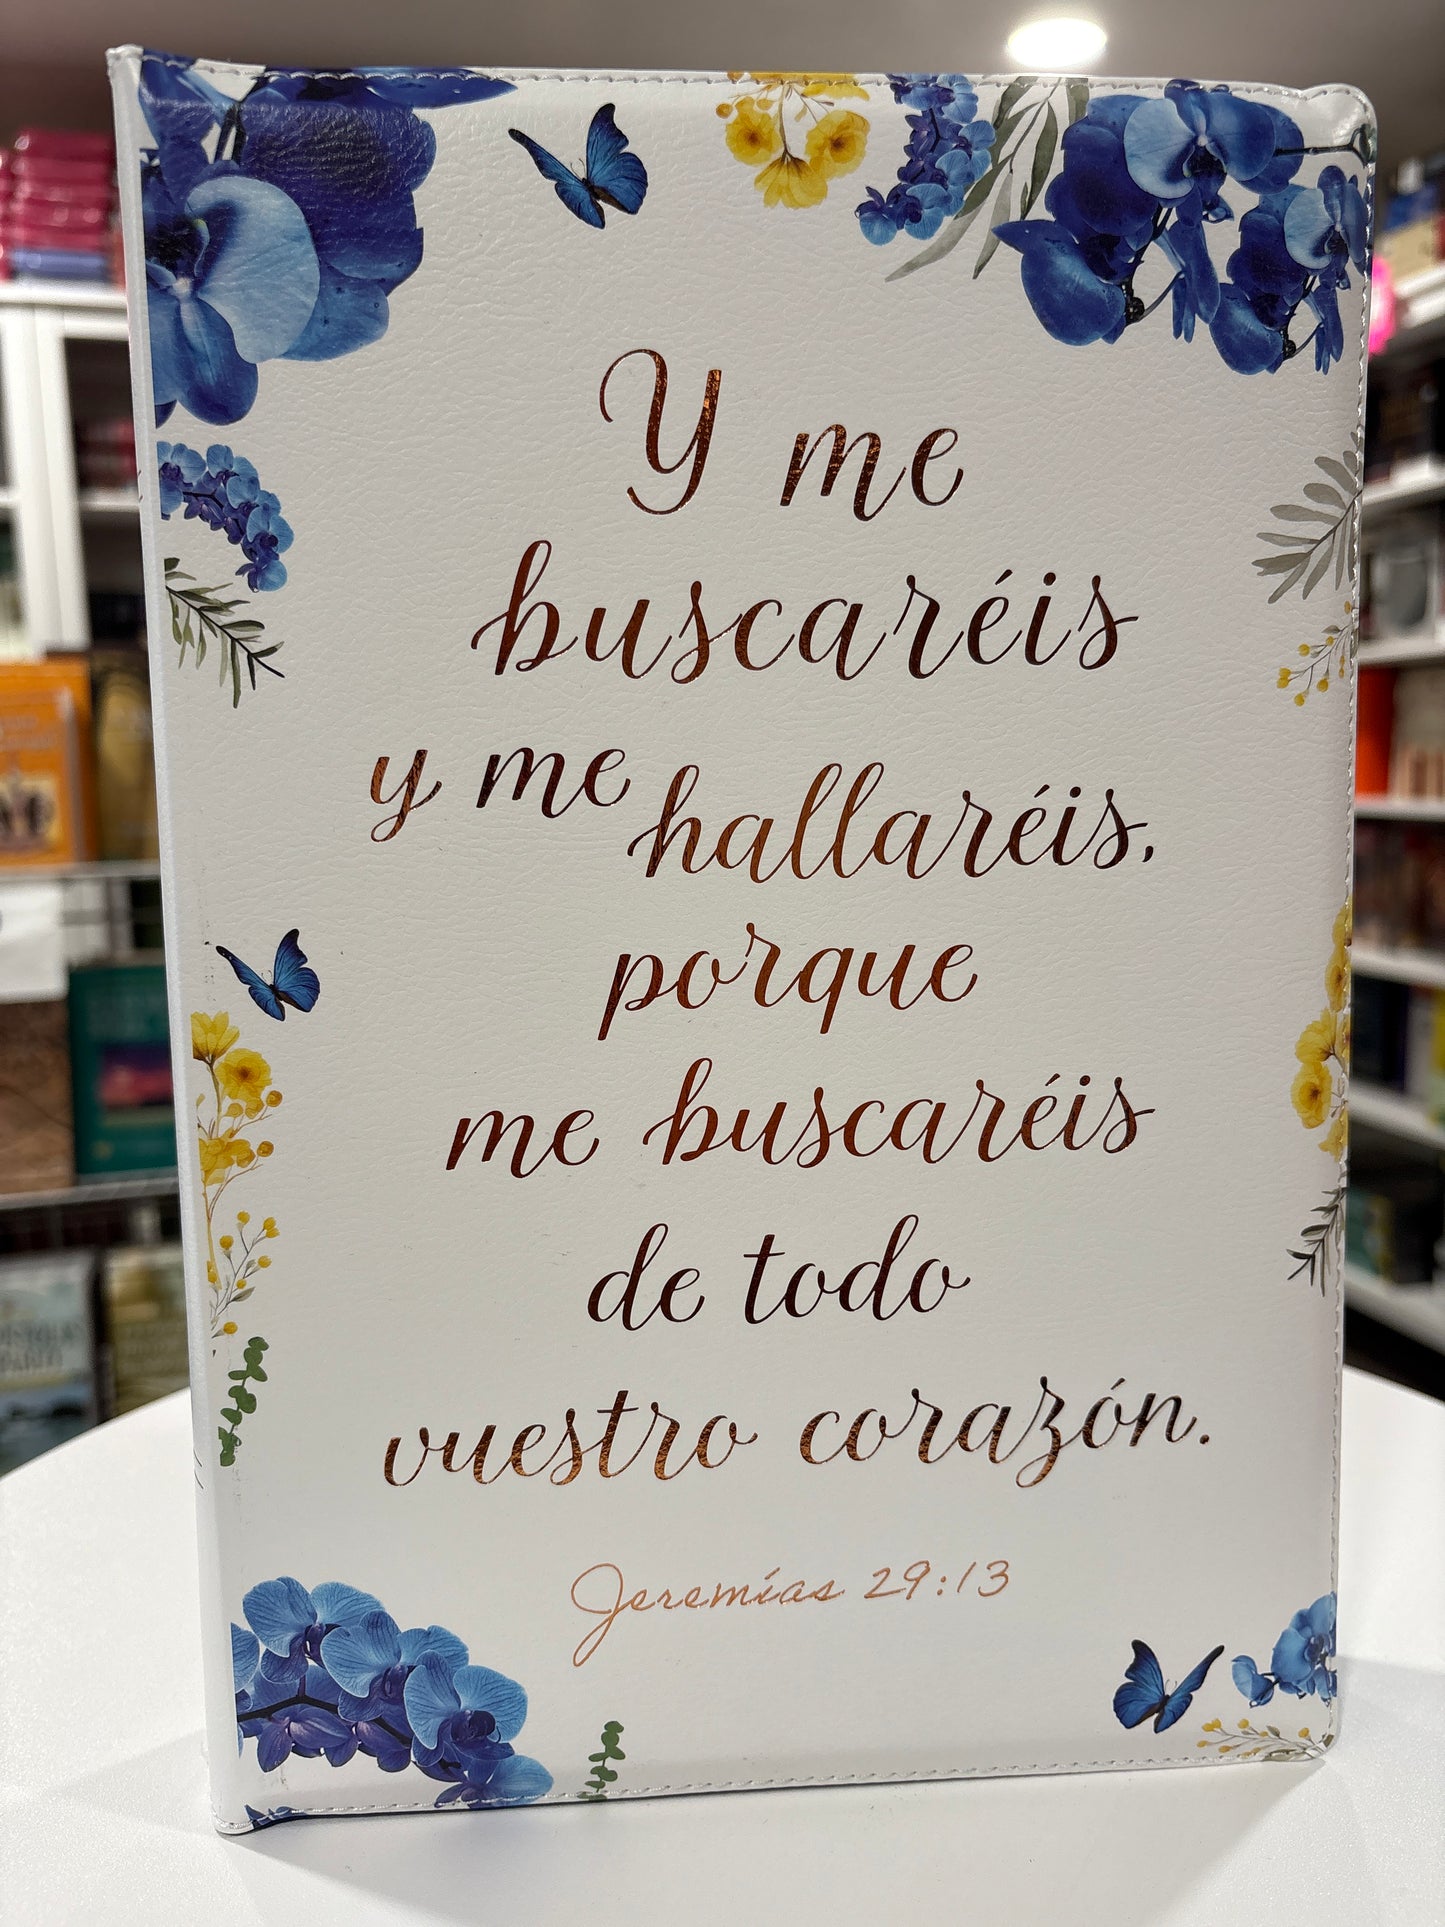 Y me
buscaréis
y me hallaréis,
porque
me buscaréis
de todo
vuestro corazón.
Jeremías 29:13